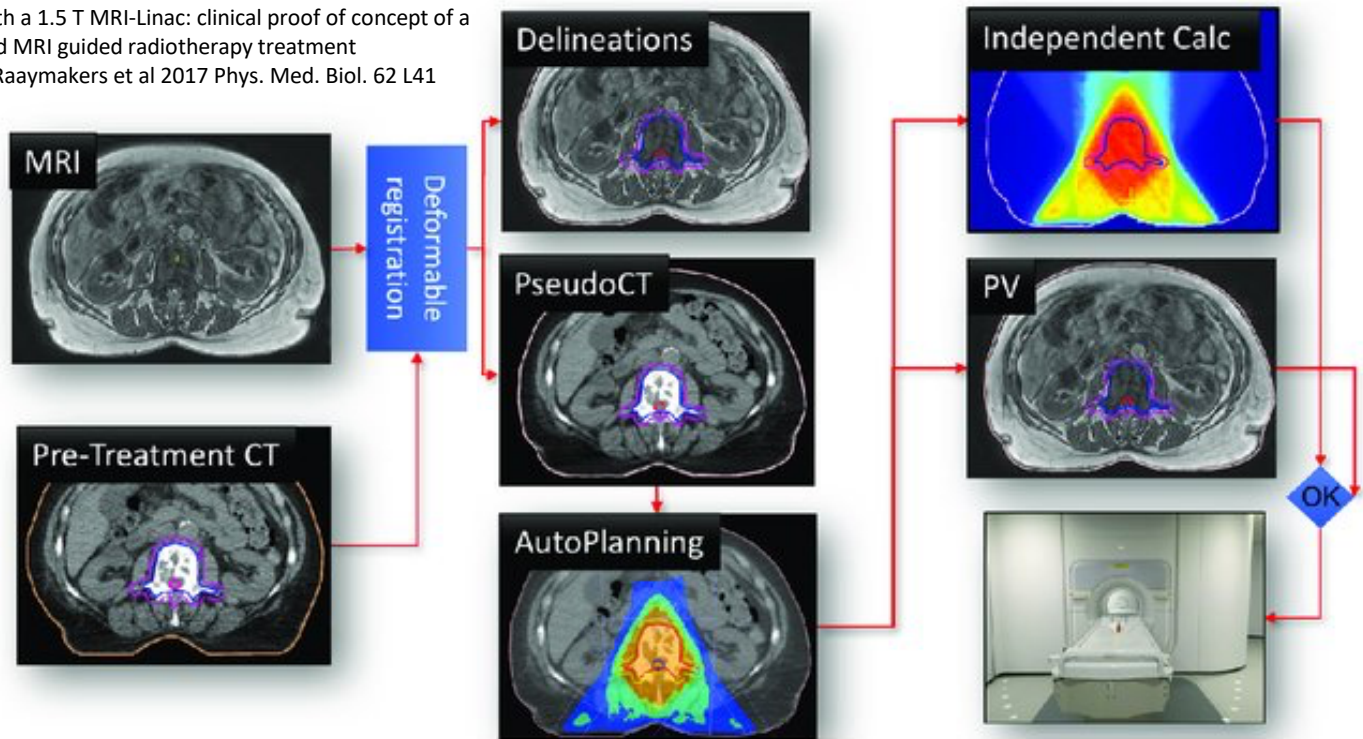 th a 1.5 T MRI-Linac: clinical proof of concept of a
d MRI guided radiotherapy treatment
Raaymakers et al 2017 Phys. Med. Biol. 62 L41
MRI
Pre-Treatment CT
Deformable
registration
Delineations
PseudoCT
AutoPlanning
Independent Calc
PV
OK